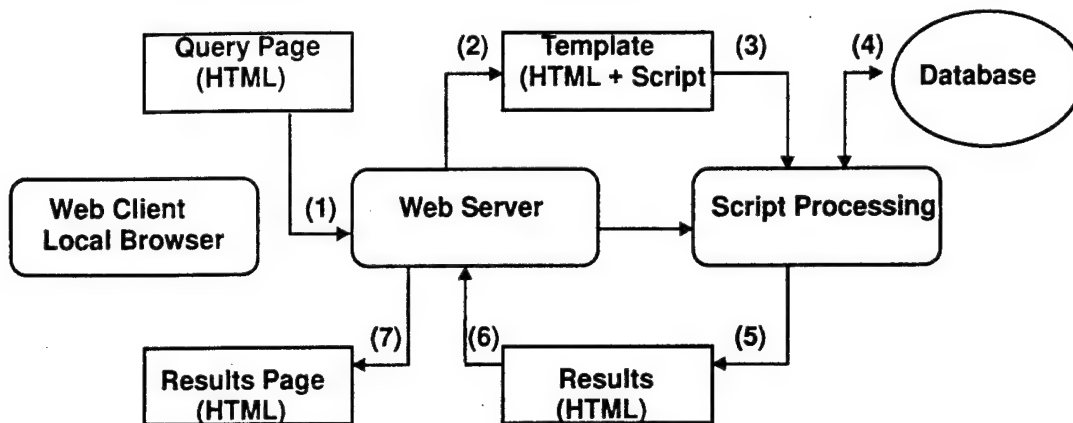 Query Page
(HTML)
(2)
Template
(HTML + Script
(3)
(4)
Database
Web Client
Local Browser
(1)
Web Server
Script Processing
(7)
(6)
(5)
Results Page
(HTML)
Results
(HTML)